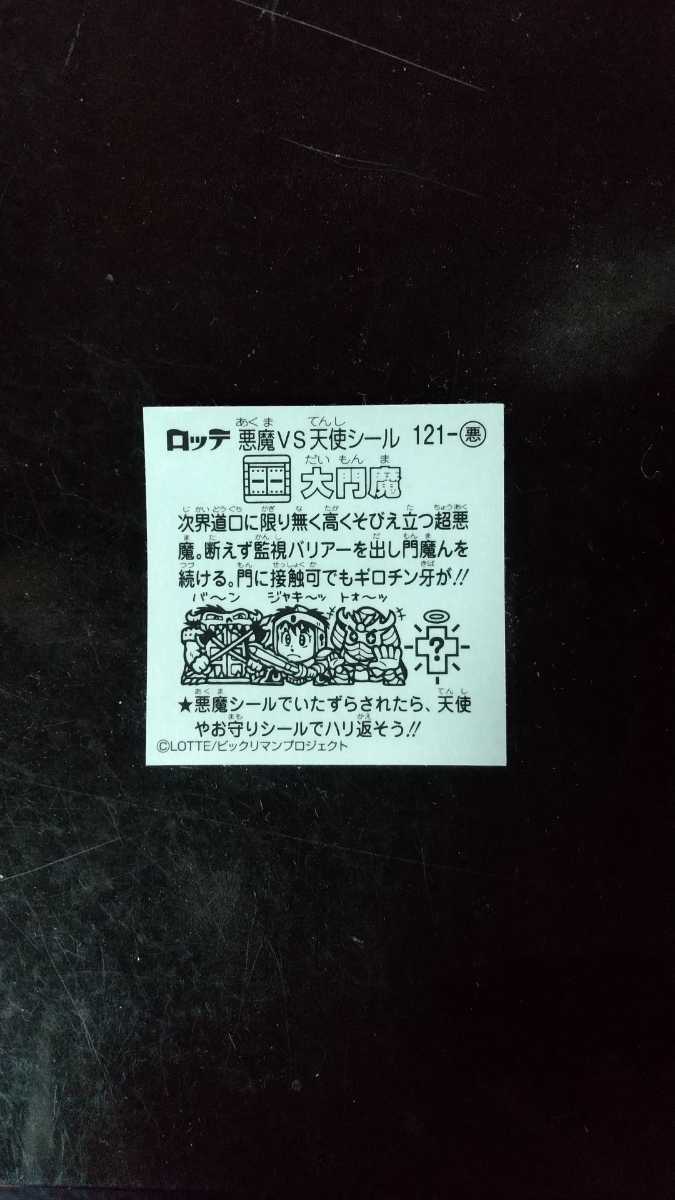 ロッテ 悪魔VS天使シール 121-悪
あくま てんし
大門魔
だいもんま
次界道口に限り無く高くそびえ立つ超悪
じかいどうぐち かぎ な たか た ちょうあく
魔。断えず監視バリアーを出し門魔んを
ま た かんし だ もんま
続ける。門に接触可でもギロチン牙が!!
つづ もん せっしょくか きば
バ〜ン ジャキ〜ッ トォ〜ッ
?
★悪魔シールでいたずらされたら、天使
あくま てんし
やお守りシールでハリ返そう!!
まも かえ
©LOTTE/ビックリマンプロジェクト